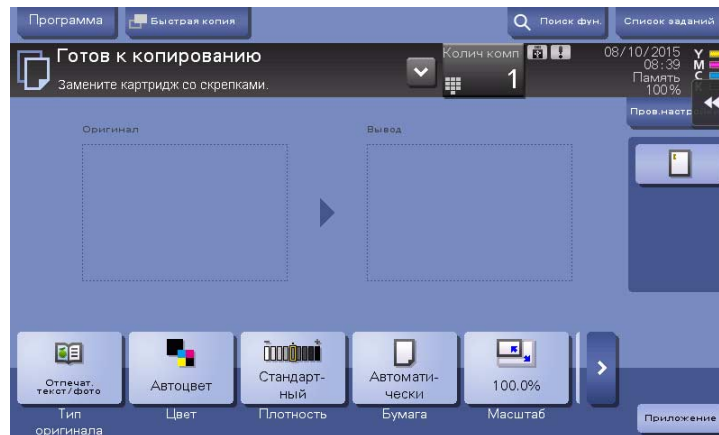 Программа
Быстрая копия
Поиск фун.
Список заданий
Готов к копированию
Замените картридж со скрепками.
Колич комп
1
08/10/2015
08:39
Память
100%
Y
M
C
Оригинал
Вывод
Отпечат.
текст/фото
Автоцвет
Стандарт-
ный
Автомати-
чески
100.0%
Тип
оригинала
Цвет
Плотность
Бумага
Масштаб
Приложение